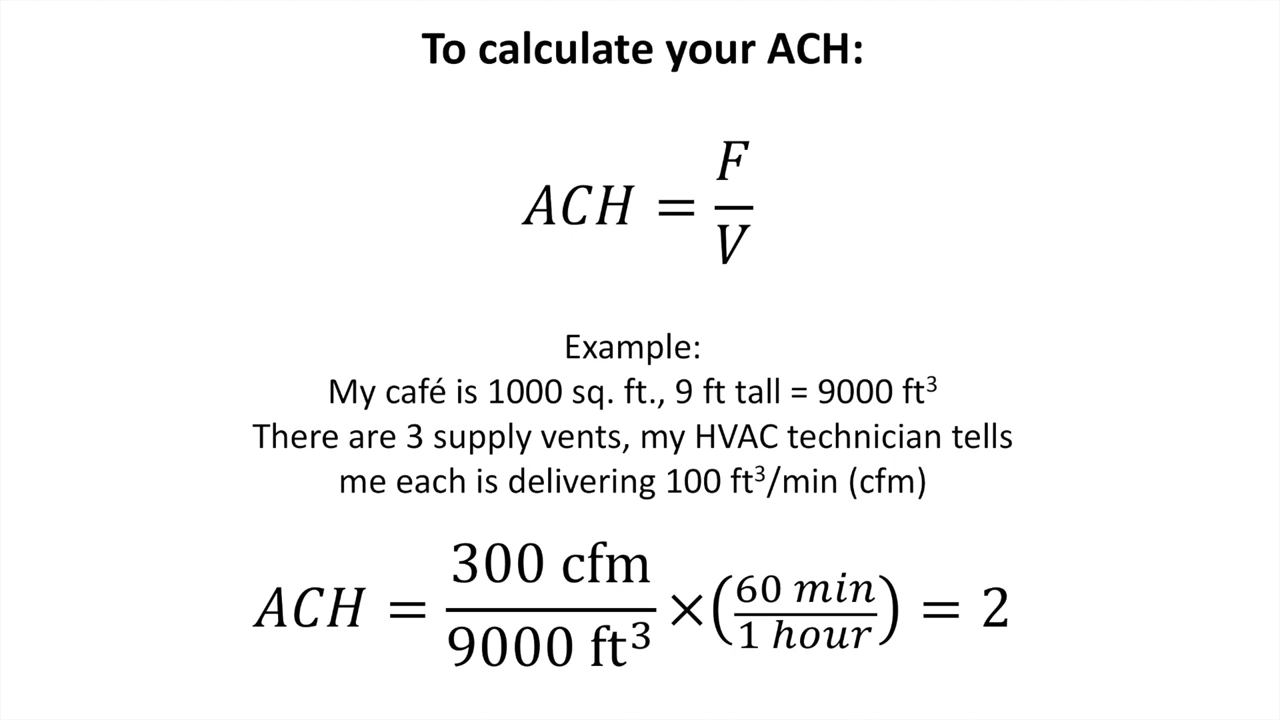 To calculate your ACH:
ACH = F/V
Example:
My café is 1000 sq. ft., 9 ft tall = 9000 ft³
There are 3 supply vents, my HVAC technician tells
me each is delivering 100 ft³/min (cfm)
ACH = 300 cfm/9000 ft³ × (60 min/1 hour) = 2